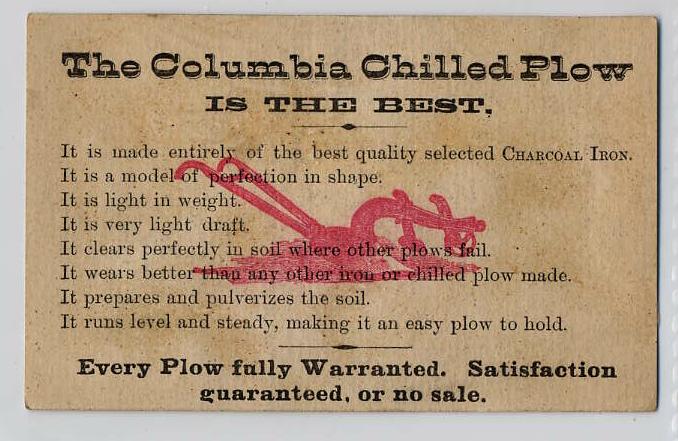 The Columbia Chilled Plow
IS THE BEST.
It is made entirely of the best quality selected CHARCOAL IRON.
It is a model of perfection in shape.
It is light in weight.
It is very light draft.
It clears perfectly in soil where other plows fail.
It wears better than any other iron or chilled plow made.
It prepares and pulverizes the soil.
It runs level and steady, making it an easy plow to hold.
Every Plow fully Warranted. Satisfaction
guaranteed, or no sale.